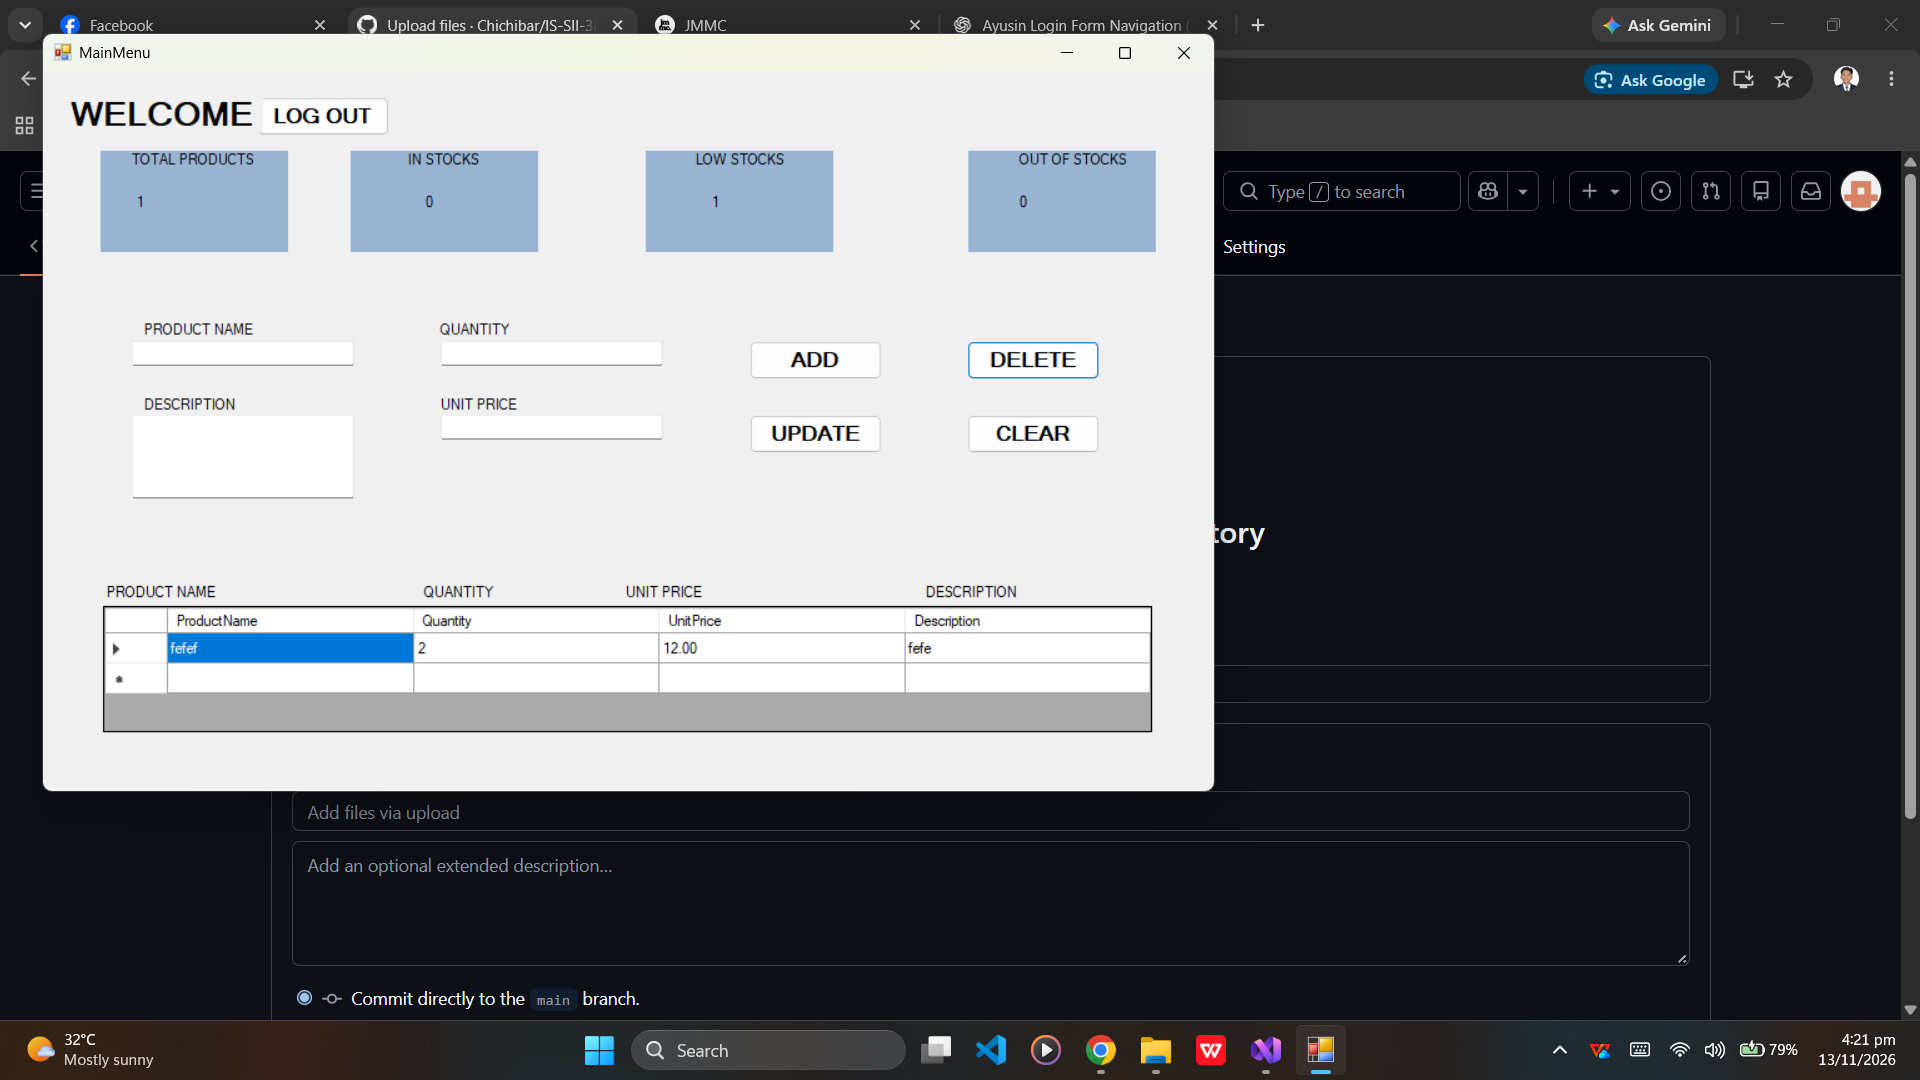 Facebook
Upload files · Chichibar/IS-SII-3
JMMC
Ayusin Login Form Navigation
Ask Gemini
MainMenu
Ask Google
WELCOME
LOG OUT
TOTAL PRODUCTS
IN STOCKS
LOW STOCKS
OUT OF STOCKS
1
0
1
0
Type / to search
Settings
PRODUCT NAME
QUANTITY
ADD
DELETE
DESCRIPTION
UNIT PRICE
UPDATE
CLEAR
tory
PRODUCT NAME
QUANTITY
UNIT PRICE
DESCRIPTION
ProductName
Quantity
UnitPrice
Description
fefef
2
12.00
fefe
Add files via upload
Add an optional extended description...
Commit directly to the main branch.
32°C
Mostly sunny
Search
79%
4:21 pm
13/11/2026